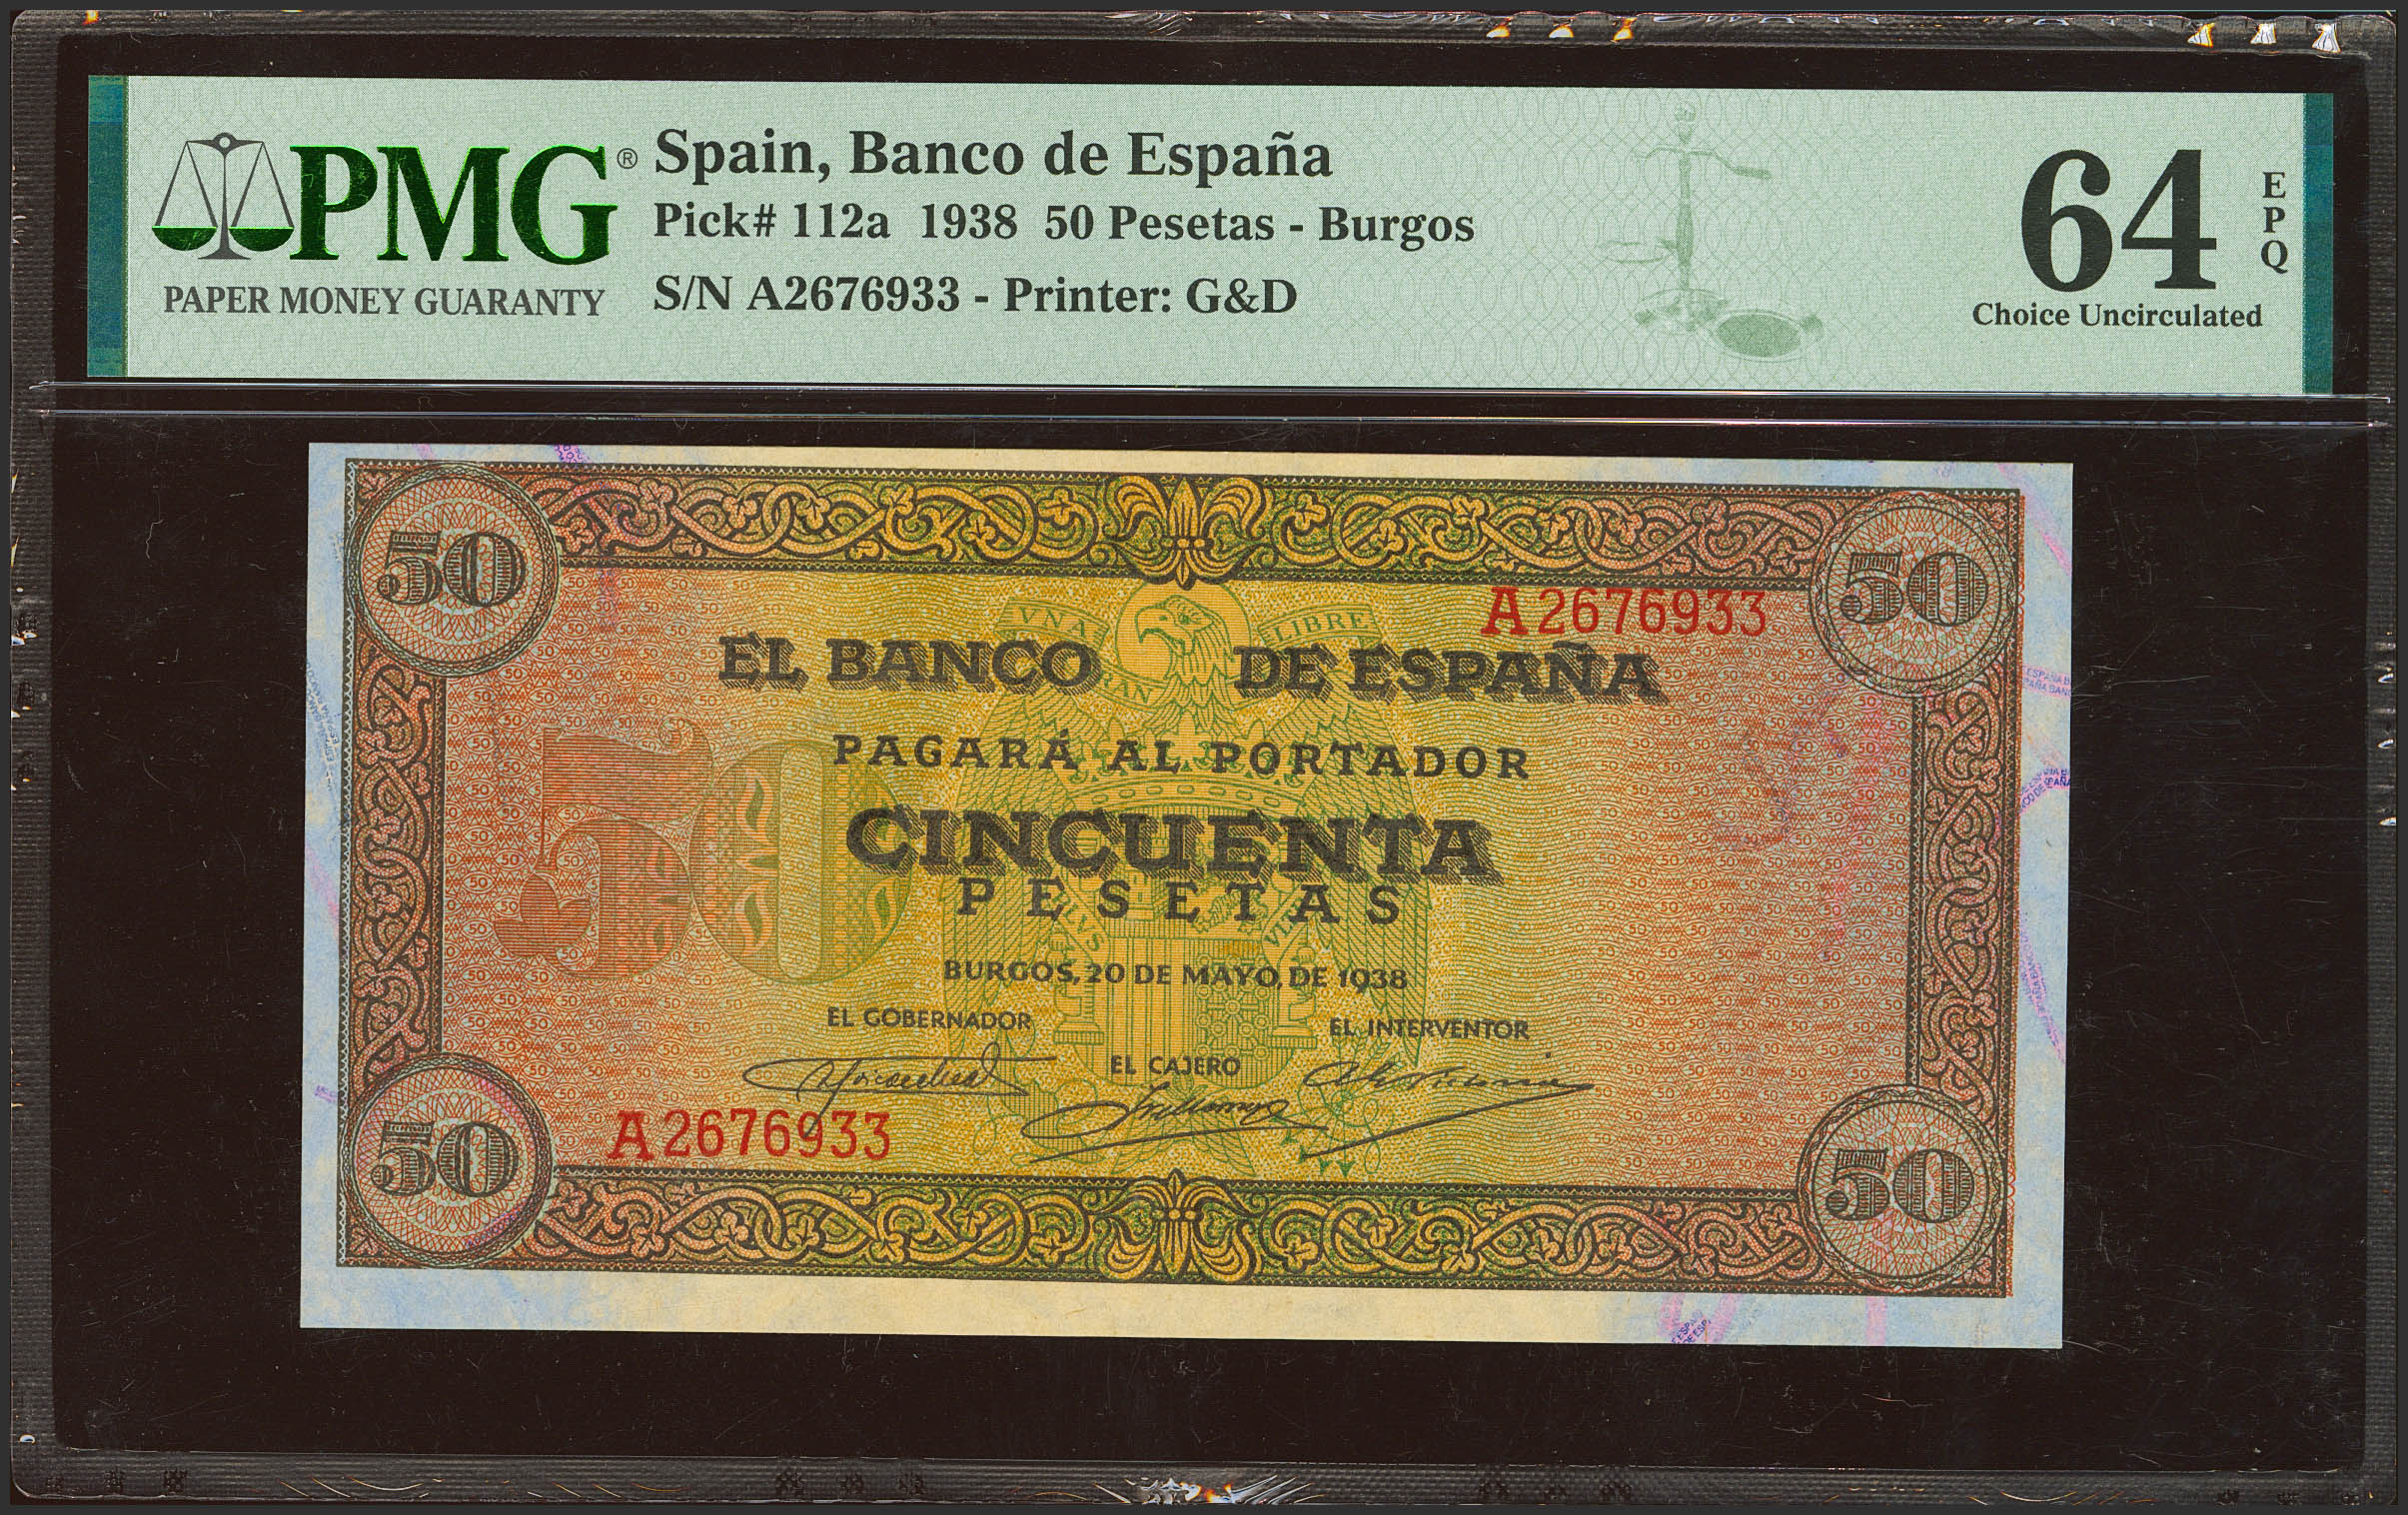 PMG®
PAPER MONEY GUARANTY
Spain, Banco de España
Pick# 112a 1938 50 Pesetas - Burgos
S/N A2676933 - Printer: G&D
64
EPQ
Choice Uncirculated
50
50
A2676933
VNA
LIBRE
EL BANCO DE ESPAÑA
PAGARÁ AL PORTADOR
50
CINCUENTA
PESETAS
BURGOS, 20 DE MAYO, DE 1938
EL GOBERNADOR
EL INTERVENTOR
EL CAJERO
A2676933
50
50